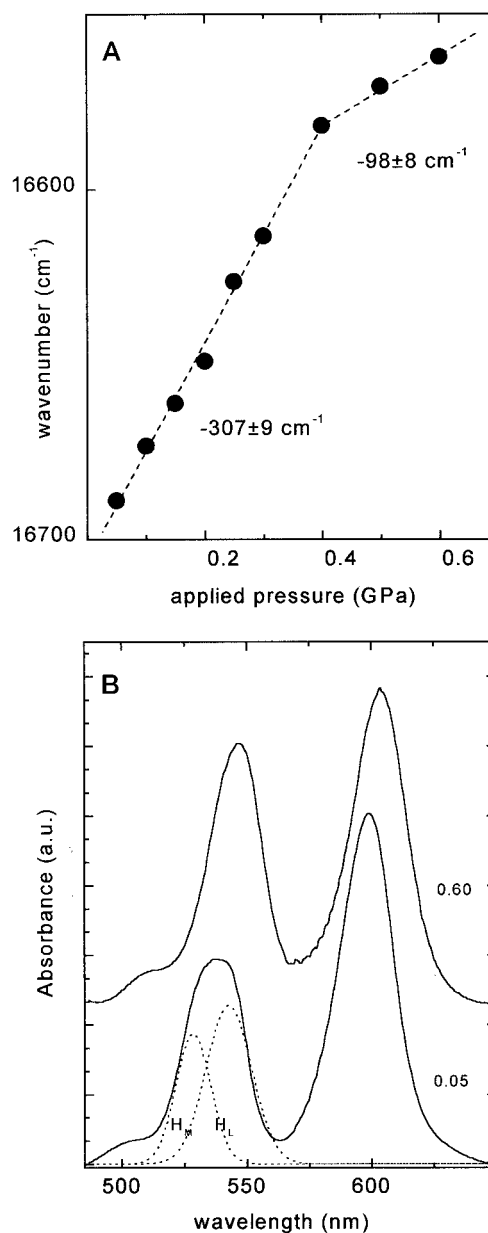 A
16600
16700
wavenumber (cm⁻¹)
-98±8 cm⁻¹
-307±9 cm⁻¹
0.2 0.4 0.6
applied pressure (GPa)
B
Absorbance (a.u.)
0.60
0.05
H_M H_L
500 550 600
wavelength (nm)